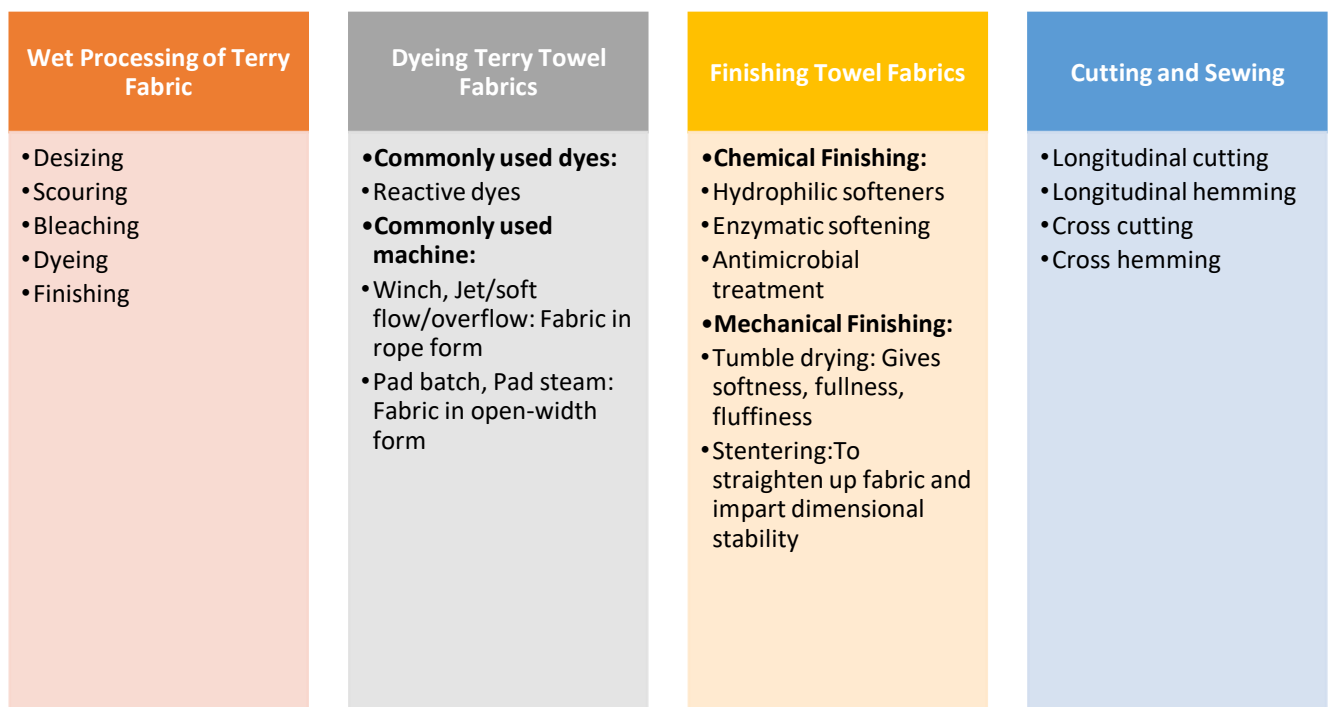 Wet Processing of Terry
Fabric
•Desizing
•Scouring
•Bleaching
•Dyeing
•Finishing
Dyeing Terry Towel
Fabrics
•Commonly used dyes:
•Reactive dyes
•Commonly used
machine:
•Winch, Jet/soft
flow/overflow: Fabric in
rope form
•Pad batch, Pad steam:
Fabric in open-width
form
Finishing Towel Fabrics
•Chemical Finishing:
•Hydrophilic softeners
•Enzymatic softening
•Antimicrobial
treatment
•Mechanical Finishing:
•Tumble drying: Gives
softness, fullness,
fluffiness
•Stentering:To
straighten up fabric and
impart dimensional
stability
Cutting and Sewing
•Longitudinal cutting
•Longitudinal hemming
•Cross cutting
•Cross hemming